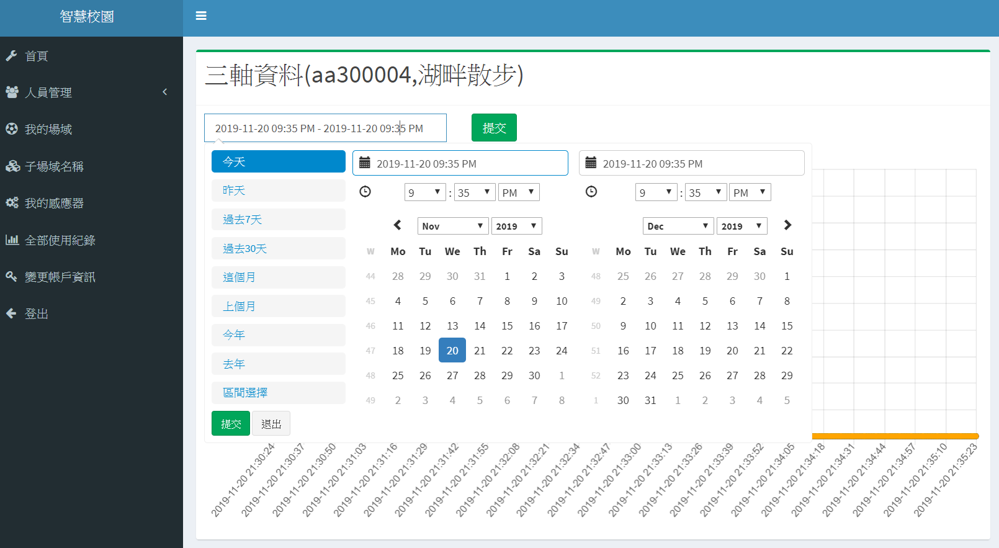 智慧校園
首頁
人員管理
我的場域
子場域名稱
我的感應器
全部使用紀錄
變更帳戶資訊
登出
三軸資料(aa300004,湖畔散步)
2019-11-20 09:35 PM - 2019-11-20 09:35 PM
提交
今天
昨天
過去7天
過去30天
這個月
上個月
今年
去年
區間選擇
提交 退出
2019-11-20 09:35 PM
9 : 35 PM
Nov 2019
W Mo Tu We Th Fr Sa Su
44 28 29 30 31 1 2 3
45 4 5 6 7 8 9 10
46 11 12 13 14 15 16 17
47 18 19 20 21 22 23 24
48 25 26 27 28 29 30 1
49 2 3 4 5 6 7 8
2019-11-20 09:35 PM
9 : 35 PM
Dec 2019
W Mo Tu We Th Fr Sa Su
48 25 26 27 28 29 30 1
49 2 3 4 5 6 7 8
50 9 10 11 12 13 14 15
51 16 17 18 19 20 21 22
52 23 24 25 26 27 28 29
1 30 31 1 2 3 4 5
2019-11-20 21:30:24
2019-11-20 21:30:37
2019-11-20 21:30:50
2019-11-20 21:31:03
2019-11-20 21:31:16
2019-11-20 21:31:29
2019-11-20 21:31:42
2019-11-20 21:31:55
2019-11-20 21:32:08
2019-11-20 21:32:21
2019-11-20 21:32:34
2019-11-20 21:32:47
2019-11-20 21:33:00
2019-11-20 21:33:13
2019-11-20 21:33:26
2019-11-20 21:33:39
2019-11-20 21:33:52
2019-11-20 21:34:05
2019-11-20 21:34:18
2019-11-20 21:34:31
2019-11-20 21:34:44
2019-11-20 21:34:57
2019-11-20 21:35:10
2019-11-20 21:35:23